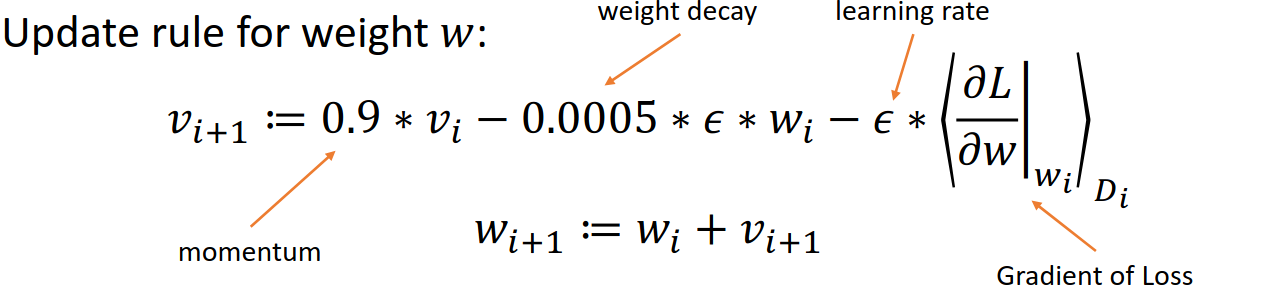 weight decay
learning rate
Update rule for weight w:
v_{i+1} ≔ 0.9 * v_i − 0.0005 * ϵ * w_i − ϵ * ⟨∂L/∂w|_{w_i}⟩_{D_i}
w_{i+1} ≔ w_i + v_{i+1}
momentum
Gradient of Loss